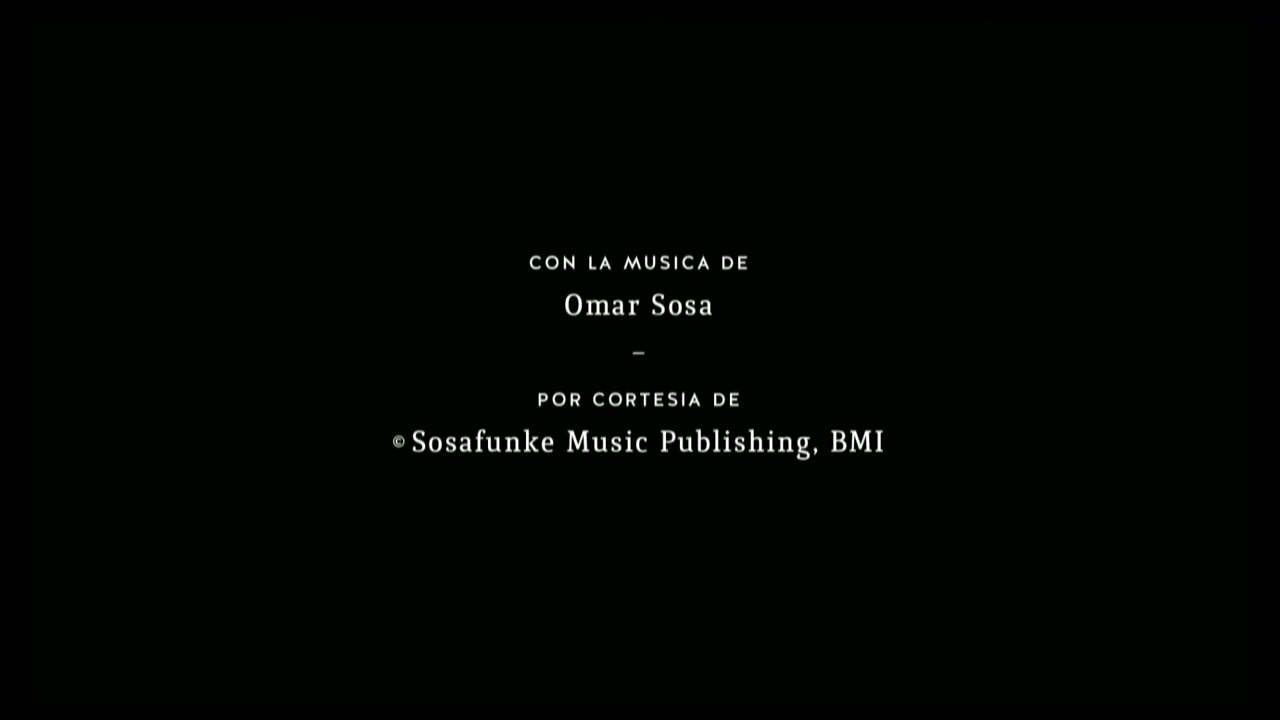 CON LA MUSICA DE
Omar Sosa
–
POR CORTESIA DE
© Sosafunke Music Publishing, BMI